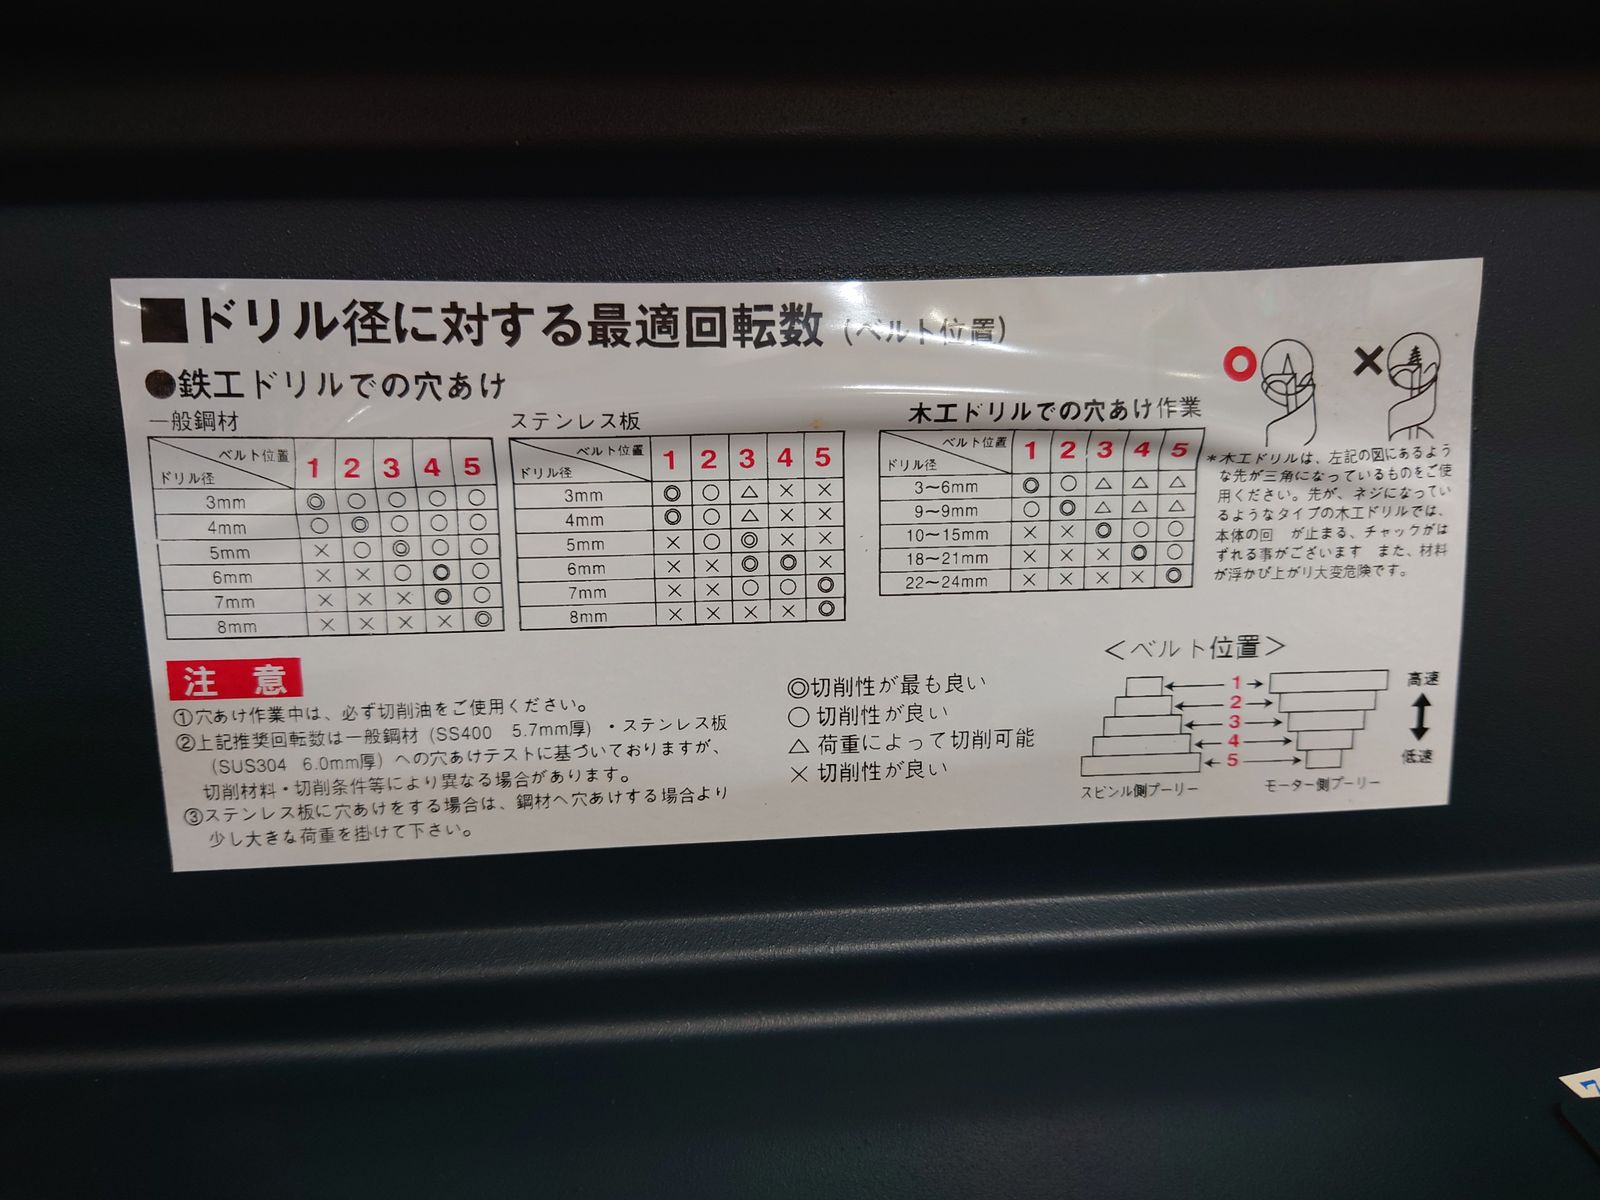 ■ドリル径に対する最適回転数 (ベルト位置)
●鉄工ドリルでの穴あけ
一般鋼材
ベルト位置 1 2 3 4 5
ドリル径
3mm ◎ ○ ○ ○ ○
4mm ○ ◎ ○ ○ ○
5mm × ○ ◎ ○ ○
6mm × × ○ ◎ ○
7mm × × × ◎ ○
8mm × × × × ◎
ステンレス板
ベルト位置 1 2 3 4 5
ドリル径
3mm ◎ ○ △ × ×
4mm ◎ ○ △ × ×
5mm × ○ ◎ × ×
6mm × × ◎ ◎ ×
7mm × × ○ ○ ◎
8mm × × × × ◎
木工ドリルでの穴あけ作業
ベルト位置 1 2 3 4 5
ドリル径
3〜6mm ◎ ○ △ △ △
9〜9mm ○ ◎ △ △ △
10〜15mm × × ◎ ○ ○
18〜21mm × × × ◎ ○
22〜24mm × × × × ◎
○ ×
*木工ドリルは、左記の図にあるよう
な先が三角になっているものをご使
用ください。先が、ネジになってい
るようなタイプの木工ドリルでは、
本体の回 が止まる、チャックがは
ずれる事がございます また、材料
が浮かび上がり大変危険です。
注 意
①穴あけ作業中は、必ず切削油をご使用ください。
②上記推奨回転数は一般鋼材 (SS400 5.7mm厚) ・ステンレス板
(SUS304 6.0mm厚) への穴あけテストに基づいておりますが、
切削材料・切削条件等により異なる場合があります。
③ステンレス板に穴あけをする場合は、鋼材へ穴あけする場合より
少し大きな荷重を掛けて下さい。
◎切削性が最も良い
○ 切削性が良い
△ 荷重によって切削可能
× 切削性が良い
<ベルト位置>
1
2
3
4
5
高速
低速
スピンル側プーリー
モーター側プーリー